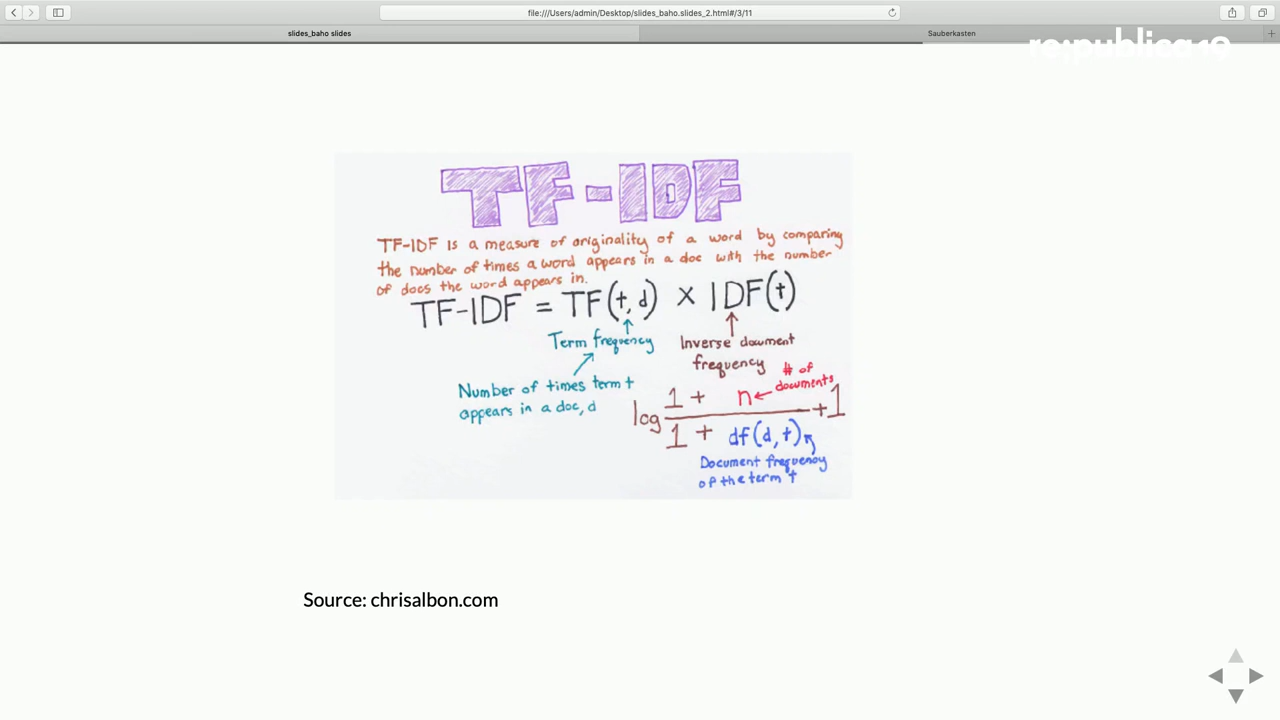 file:///Users/admin/Desktop/slides_baho.slides_2.html#/3/11
slides_baho slides
Sauberkasten
re:publica 19
TF-IDF
TF-IDF is a measure of originality of a word by comparing
the number of times a word appears in a doc with the number
of docs the word appears in.
TF-IDF = TF(t, d) × IDF(t)
Term frequency
Inverse document
frequency
Number of times term t
appears in a doc, d
# of
documents
log 1 + n / 1 + df(d, t) + 1
Document frequency
of the term t
Source: chrisalbon.com